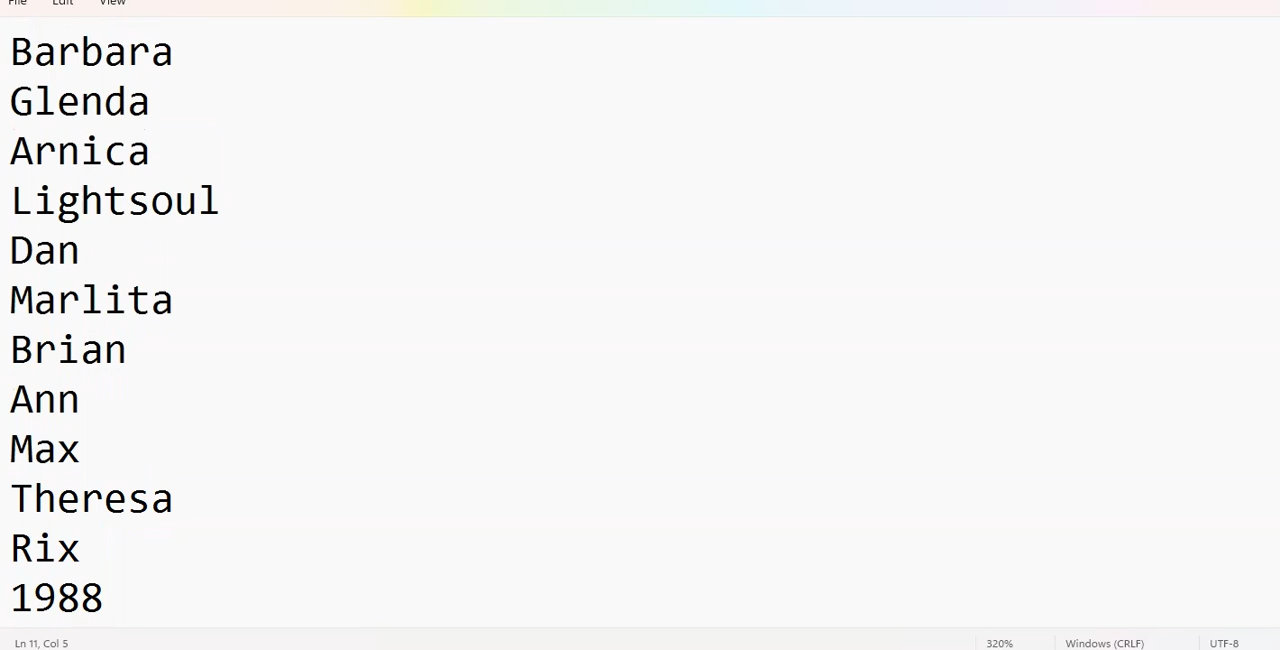 File Edit View
Barbara
Glenda
Arnica
Lightsoul
Dan
Marlita
Brian
Ann
Max
Theresa
Rix
1988
Ln 11, Col 5 320% Windows (CRLF) UTF-8